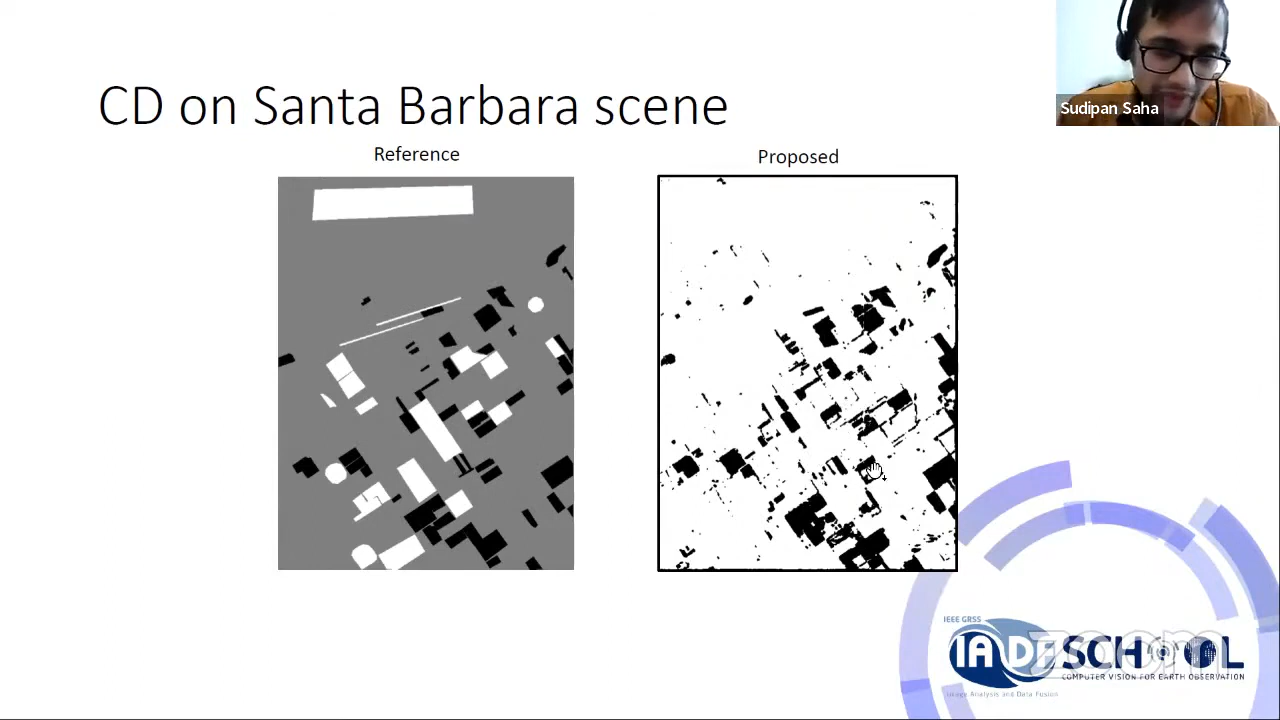 CD on Santa Barbara scene
Sudipan Saha
Reference
Proposed
IEEE GRSS
IADF SCHOOL
zoom
COMPUTER VISION FOR EARTH OBSERVATION
Image Analysis and Data Fusion